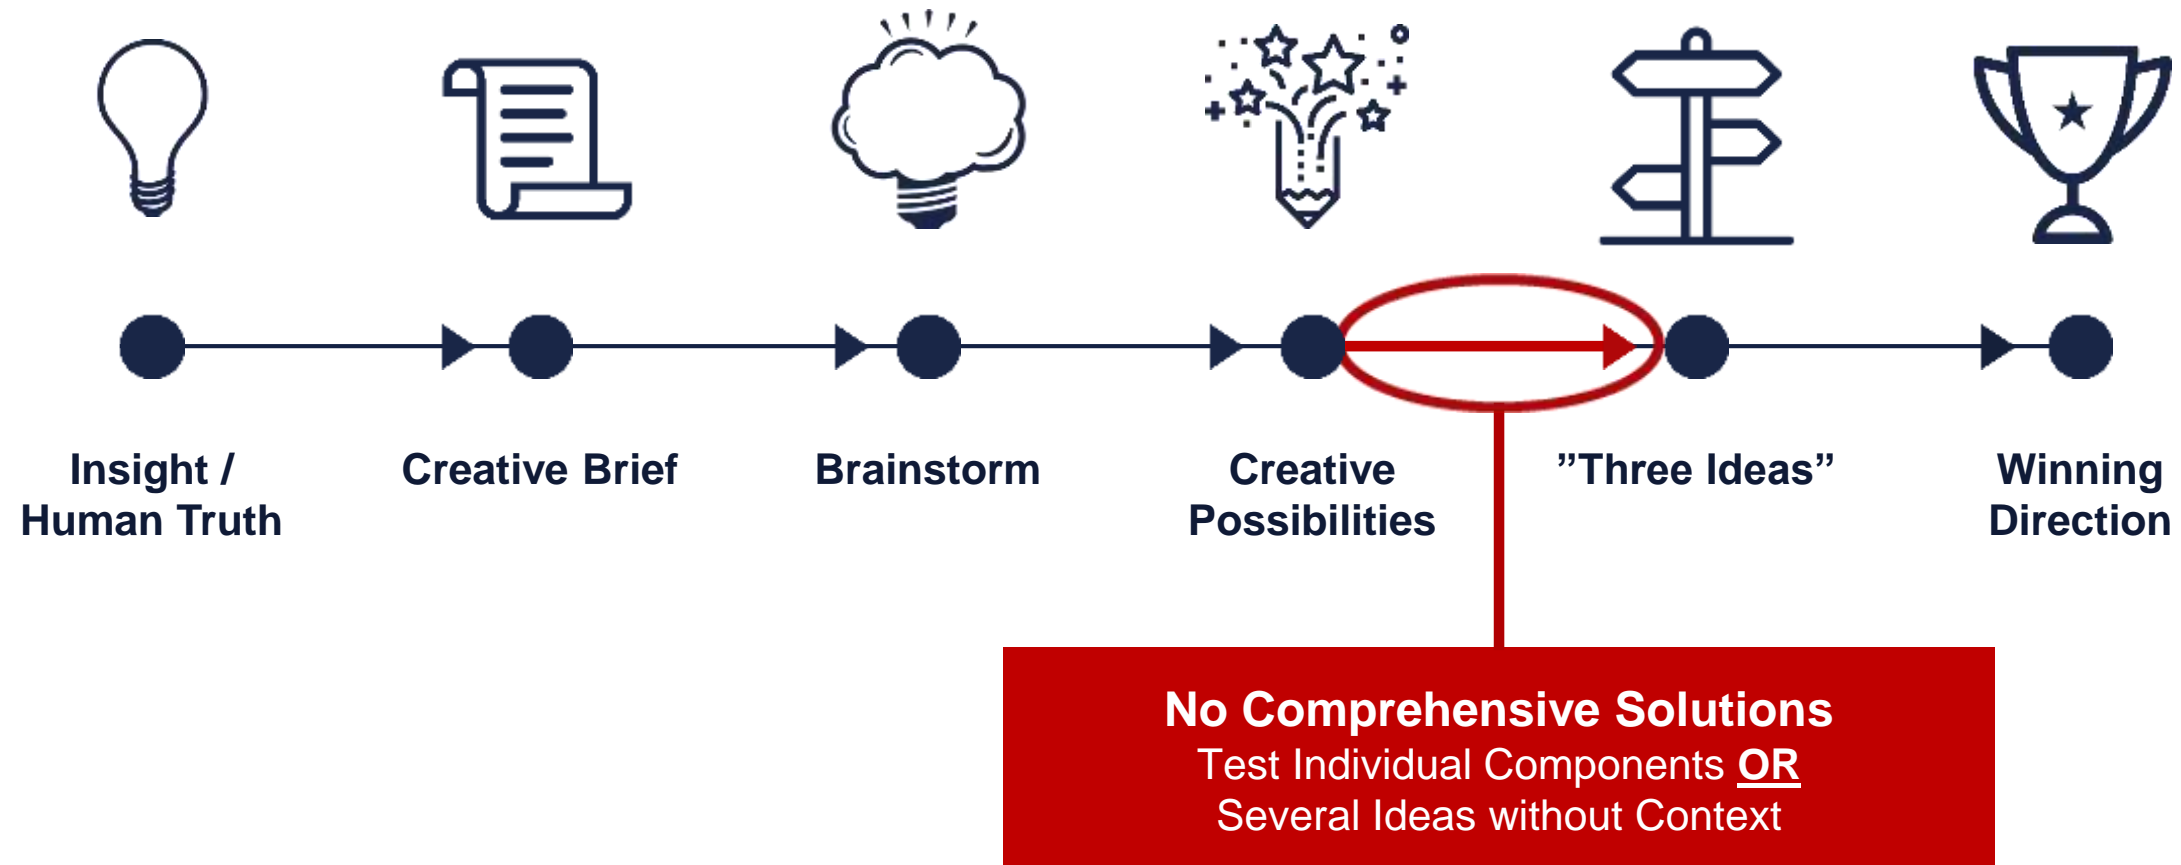 Insight /
Human Truth
Creative Brief
Brainstorm
Creative
Possibilities
”Three Ideas”
Winning
Direction
No Comprehensive Solutions
Test Individual Components OR
Several Ideas without Context